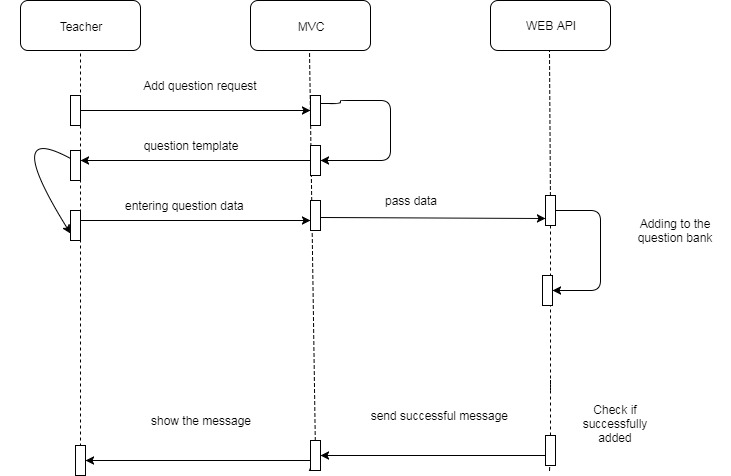 Teacher
MVC
WEB API
Add question request
question template
entering question data
pass data
Adding to the
question bank
show the message
send successful message
Check if
successfully
added